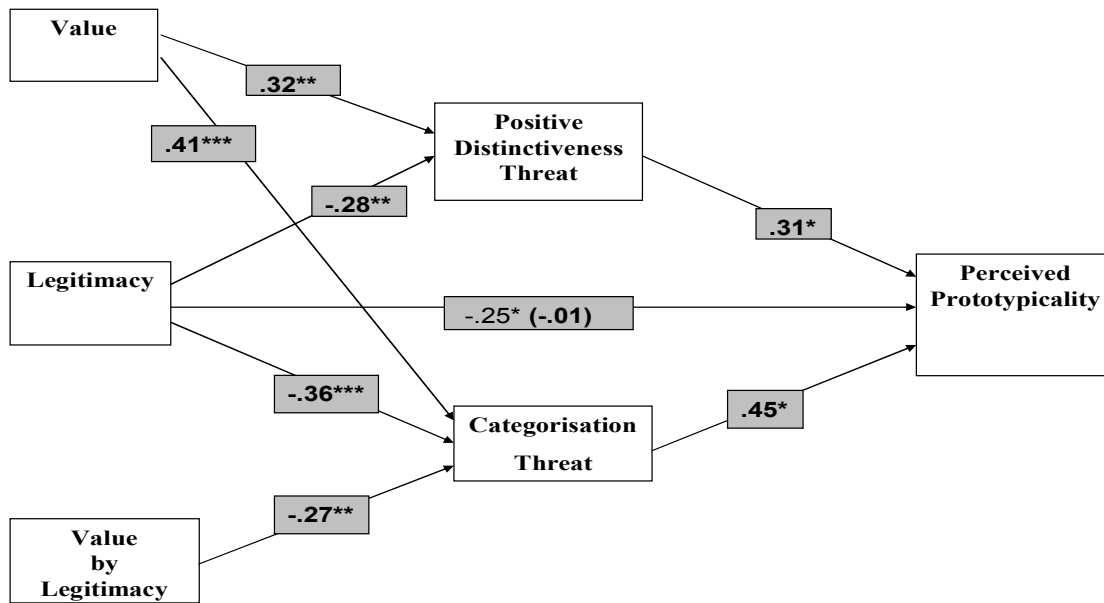 Value
.32**
.41***
Positive
Distinctiveness
Threat
-.28**
.31*
Legitimacy
Perceived
Prototypicality
-.25* (-.01)
-.36***
Categorisation
Threat
.45*
-.27**
Value
by
Legitimacy